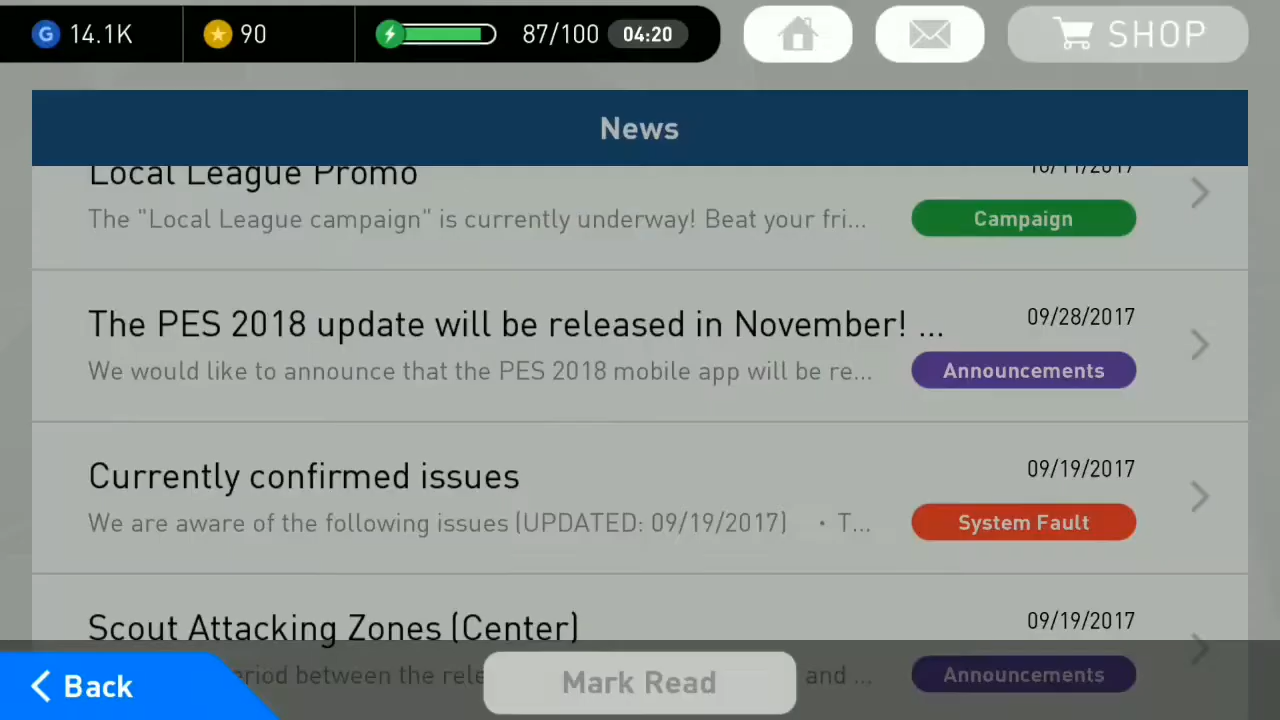 G 14.1K 90 87/100 04:20 SHOP
News
Local League Promo 10/11/2017
The "Local League campaign" is currently underway! Beat your fri... Campaign
The PES 2018 update will be released in November! ... 09/28/2017
We would like to announce that the PES 2018 mobile app will be re... Announcements
Currently confirmed issues 09/19/2017
We are aware of the following issues (UPDATED: 09/19/2017) • T... System Fault
Scout Attacking Zones (Center) 09/19/2017
between the and ... Announcements
Back Mark Read